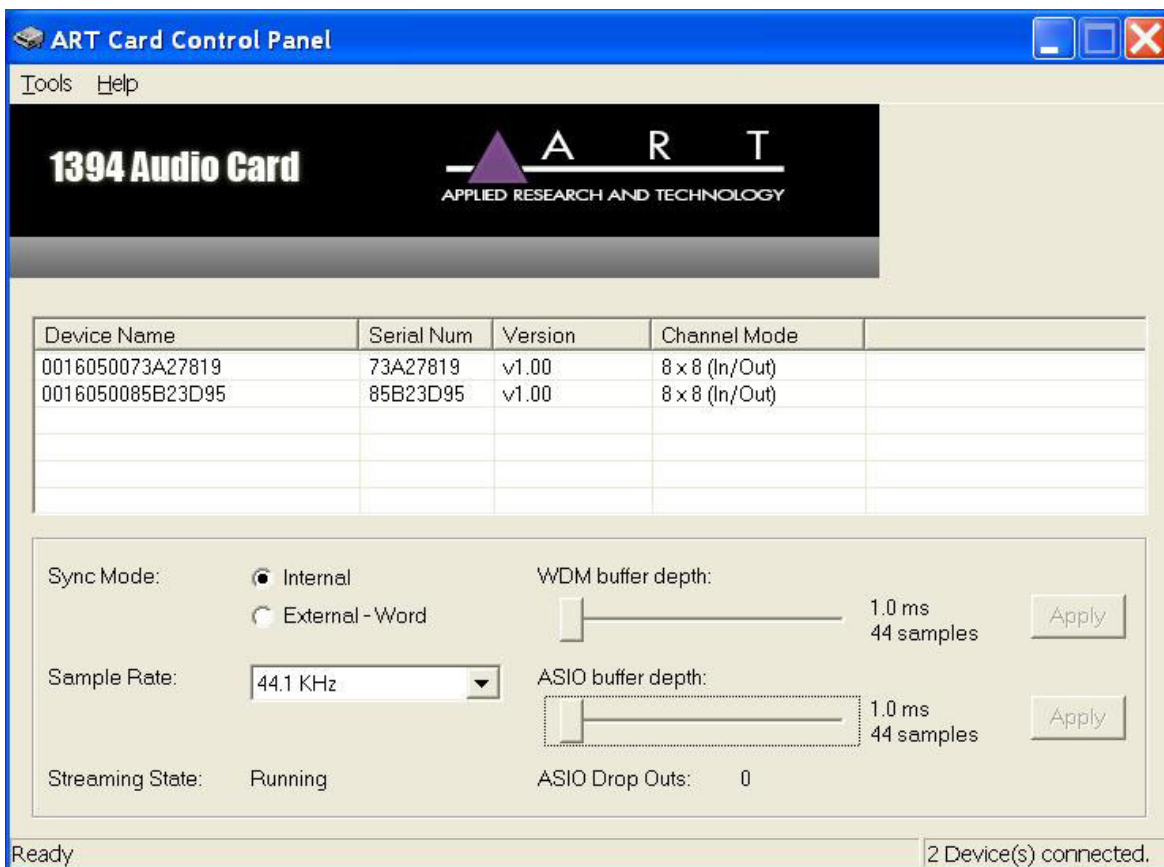 ART Card Control Panel
Tools Help
1394 Audio Card
A R T
APPLIED RESEARCH AND TECHNOLOGY
Device Name Serial Num Version Channel Mode
0016050073A27819 73A27819 v1.00 8 x 8 (In/Out)
0016050085B23D95 85B23D95 v1.00 8 x 8 (In/Out)
Sync Mode: Internal WDM buffer depth:
External - Word 1.0 ms
44 samples Apply
Sample Rate: 44.1 KHz ASIO buffer depth:
1.0 ms
44 samples Apply
Streaming State: Running ASIO Drop Outs: 0
Ready 2 Device(s) connected.